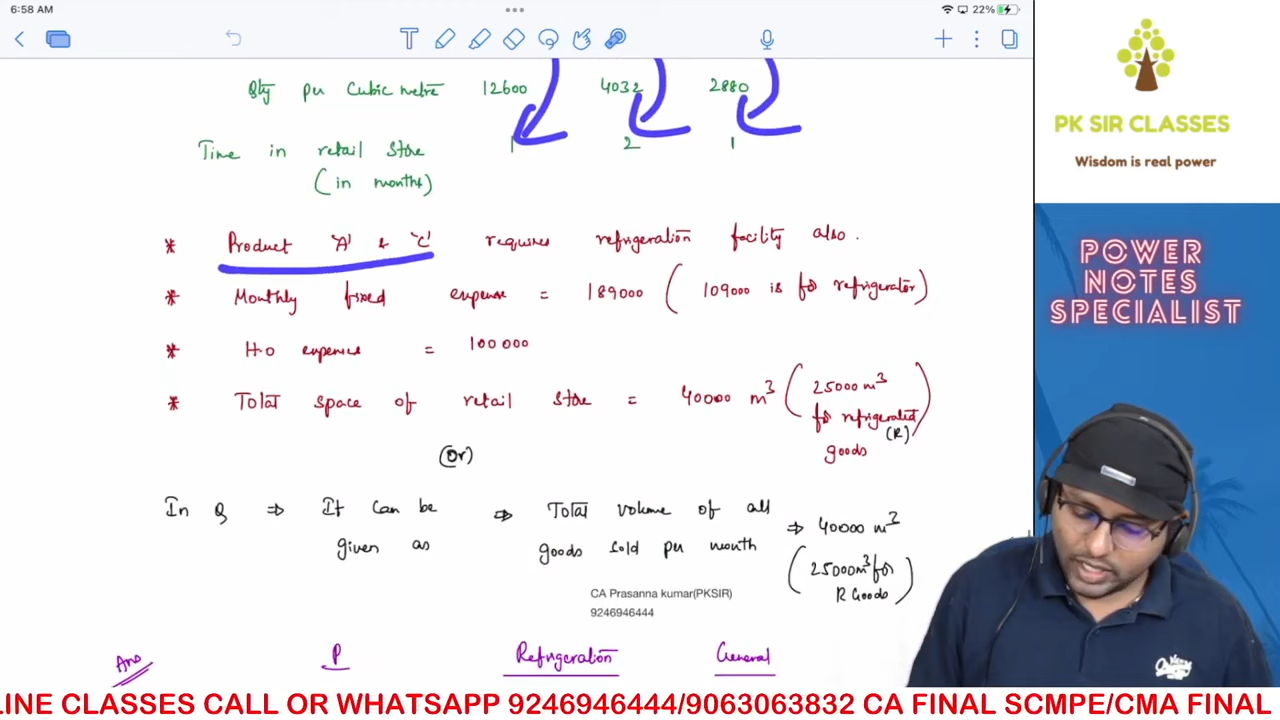 6:58 AM
22%
Qty per Cubic metre 12600 4032 2880
Time in retail store 1 2 1
(in months)
* Product 'A' & 'C' requires refrigeration facility also.
* Monthly fixed expense = 189000 (109000 is for refrigerator)
* H.o expense = 100000
* Total space of retail store = 40000 m³ (25000 m³
for refrigerated
(R)
goods
(Or)
In Q ⇒ It can be ⇒ Total volume of all ⇒ 40000 m³
given as goods sold per month
(25000m³ for
R Goods)
CA Prasanna kumar(PKSIR)
9246946444
Ans P Refrigeration General
PK SIR CLASSES
Wisdom is real power
POWER
NOTES
SPECIALIST
LINE CLASSES CALL OR WHATSAPP 9246946444/9063063832 CA FINAL SCMPE/CMA FINAL